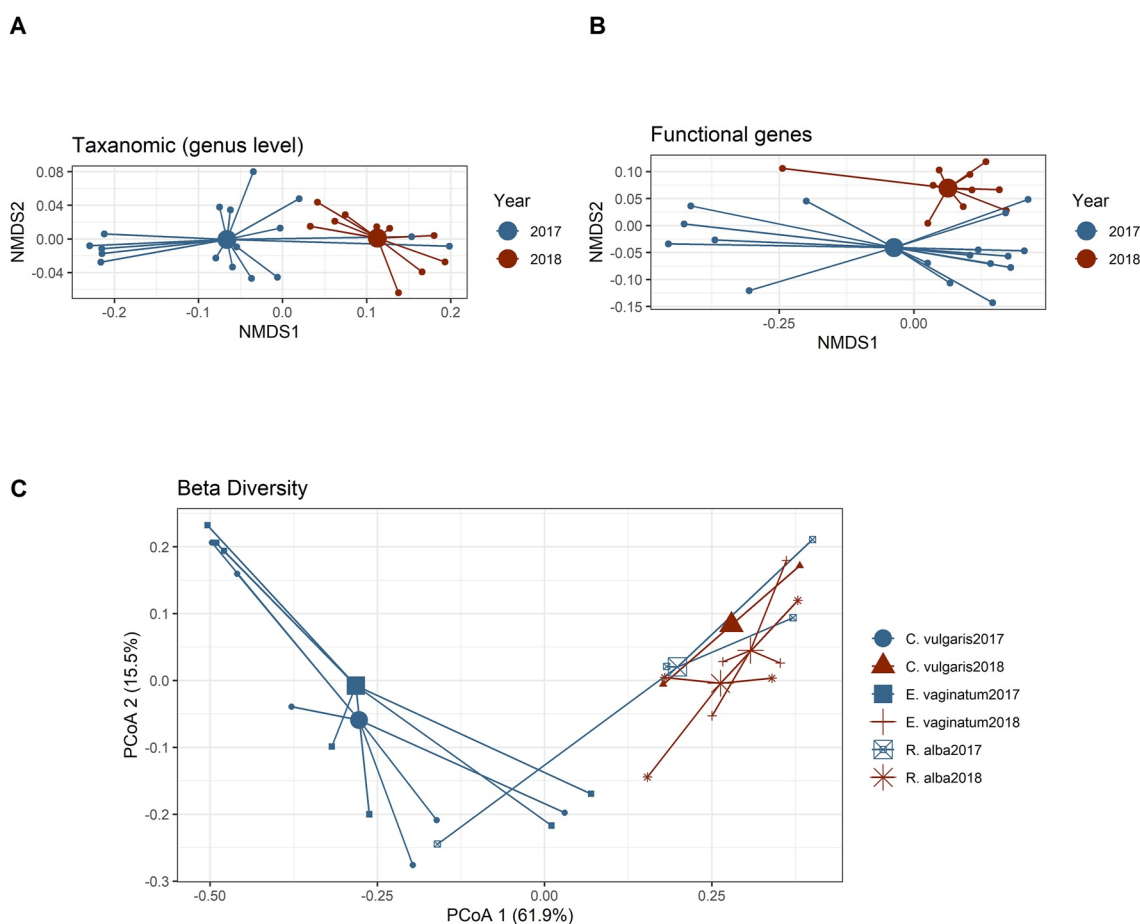 A
B
Taxanomic (genus level)
0.08
0.04
0.00
-0.04
NMDS2
-0.2
-0.1
0.0
0.1
0.2
NMDS1
Year
2017
2018
Functional genes
0.10
0.05
0.00
-0.05
-0.10
-0.15
NMDS2
-0.25
0.00
NMDS1
Year
2017
2018
C
Beta Diversity
0.2
0.1
0.0
-0.1
-0.2
-0.3
PCoA 2 (15.5%)
-0.50
-0.25
0.00
0.25
PCoA 1 (61.9%)
C. vulgaris2017
C. vulgaris2018
E. vaginatum2017
E. vaginatum2018
R. alba2017
R. alba2018